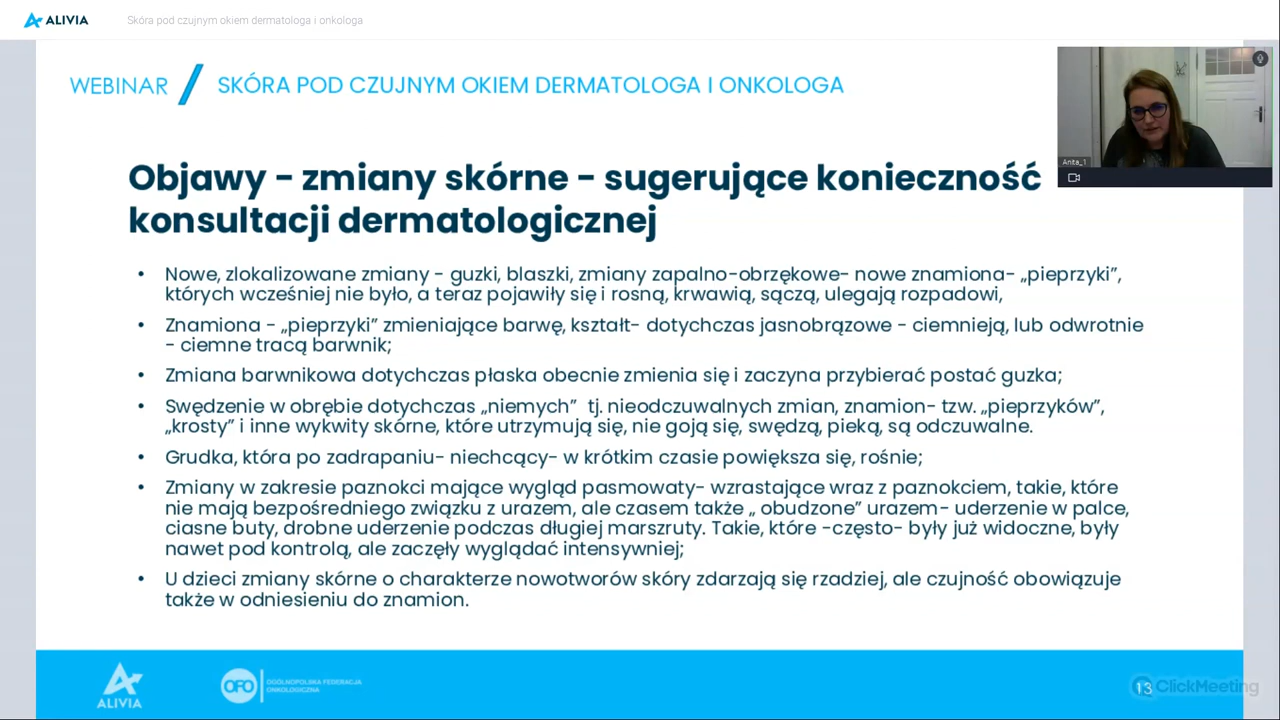 ALIVIA
Skóra pod czujnym okiem dermatologa i onkologa
WEBINAR / SKÓRA POD CZUJNYM OKIEM DERMATOLOGA I ONKOLOGA
Anita_1
Objawy - zmiany skórne - sugerujące konieczność
konsultacji dermatologicznej
• Nowe, zlokalizowane zmiany - guzki, blaszki, zmiany zapalno-obrzękowe- nowe znamiona- „pieprzyki”,
których wcześniej nie było, a teraz pojawiły się i rosną, krwawią, sączą, ulegają rozpadowi,
• Znamiona - „pieprzyki” zmieniające barwę, kształt- dotychczas jasnobrązowe - ciemnieją, lub odwrotnie
- ciemne tracą barwnik;
• Zmiana barwnikowa dotychczas płaska obecnie zmienia się i zaczyna przybierać postać guzka;
• Swędzenie w obrębie dotychczas „niemych” tj. nieodczuwalnych zmian, znamion- tzw. „pieprzyków”,
„krosty” i inne wykwity skórne, które utrzymują się, nie goją się, swędzą, pieką, są odczuwalne.
• Grudka, która po zadrapaniu- niechcący- w krótkim czasie powiększa się, rośnie;
• Zmiany w zakresie paznokci mające wygląd pasmowaty- wzrastające wraz z paznokciem, takie, które
nie mają bezpośredniego związku z urazem, ale czasem także „ obudzone” urazem- uderzenie w palce,
ciasne buty, drobne uderzenie podczas długiej marszruty. Takie, które -często- były już widoczne, były
nawet pod kontrolą, ale zaczęły wyglądać intensywniej;
• U dzieci zmiany skórne o charakterze nowotworów skóry zdarzają się rzadziej, ale czujność obowiązuje
także w odniesieniu do znamion.
ALIVIA
OFO
OGÓLNOPOLSKA FEDERACJA
ONKOLOGICZNA
13
ClickMeeting